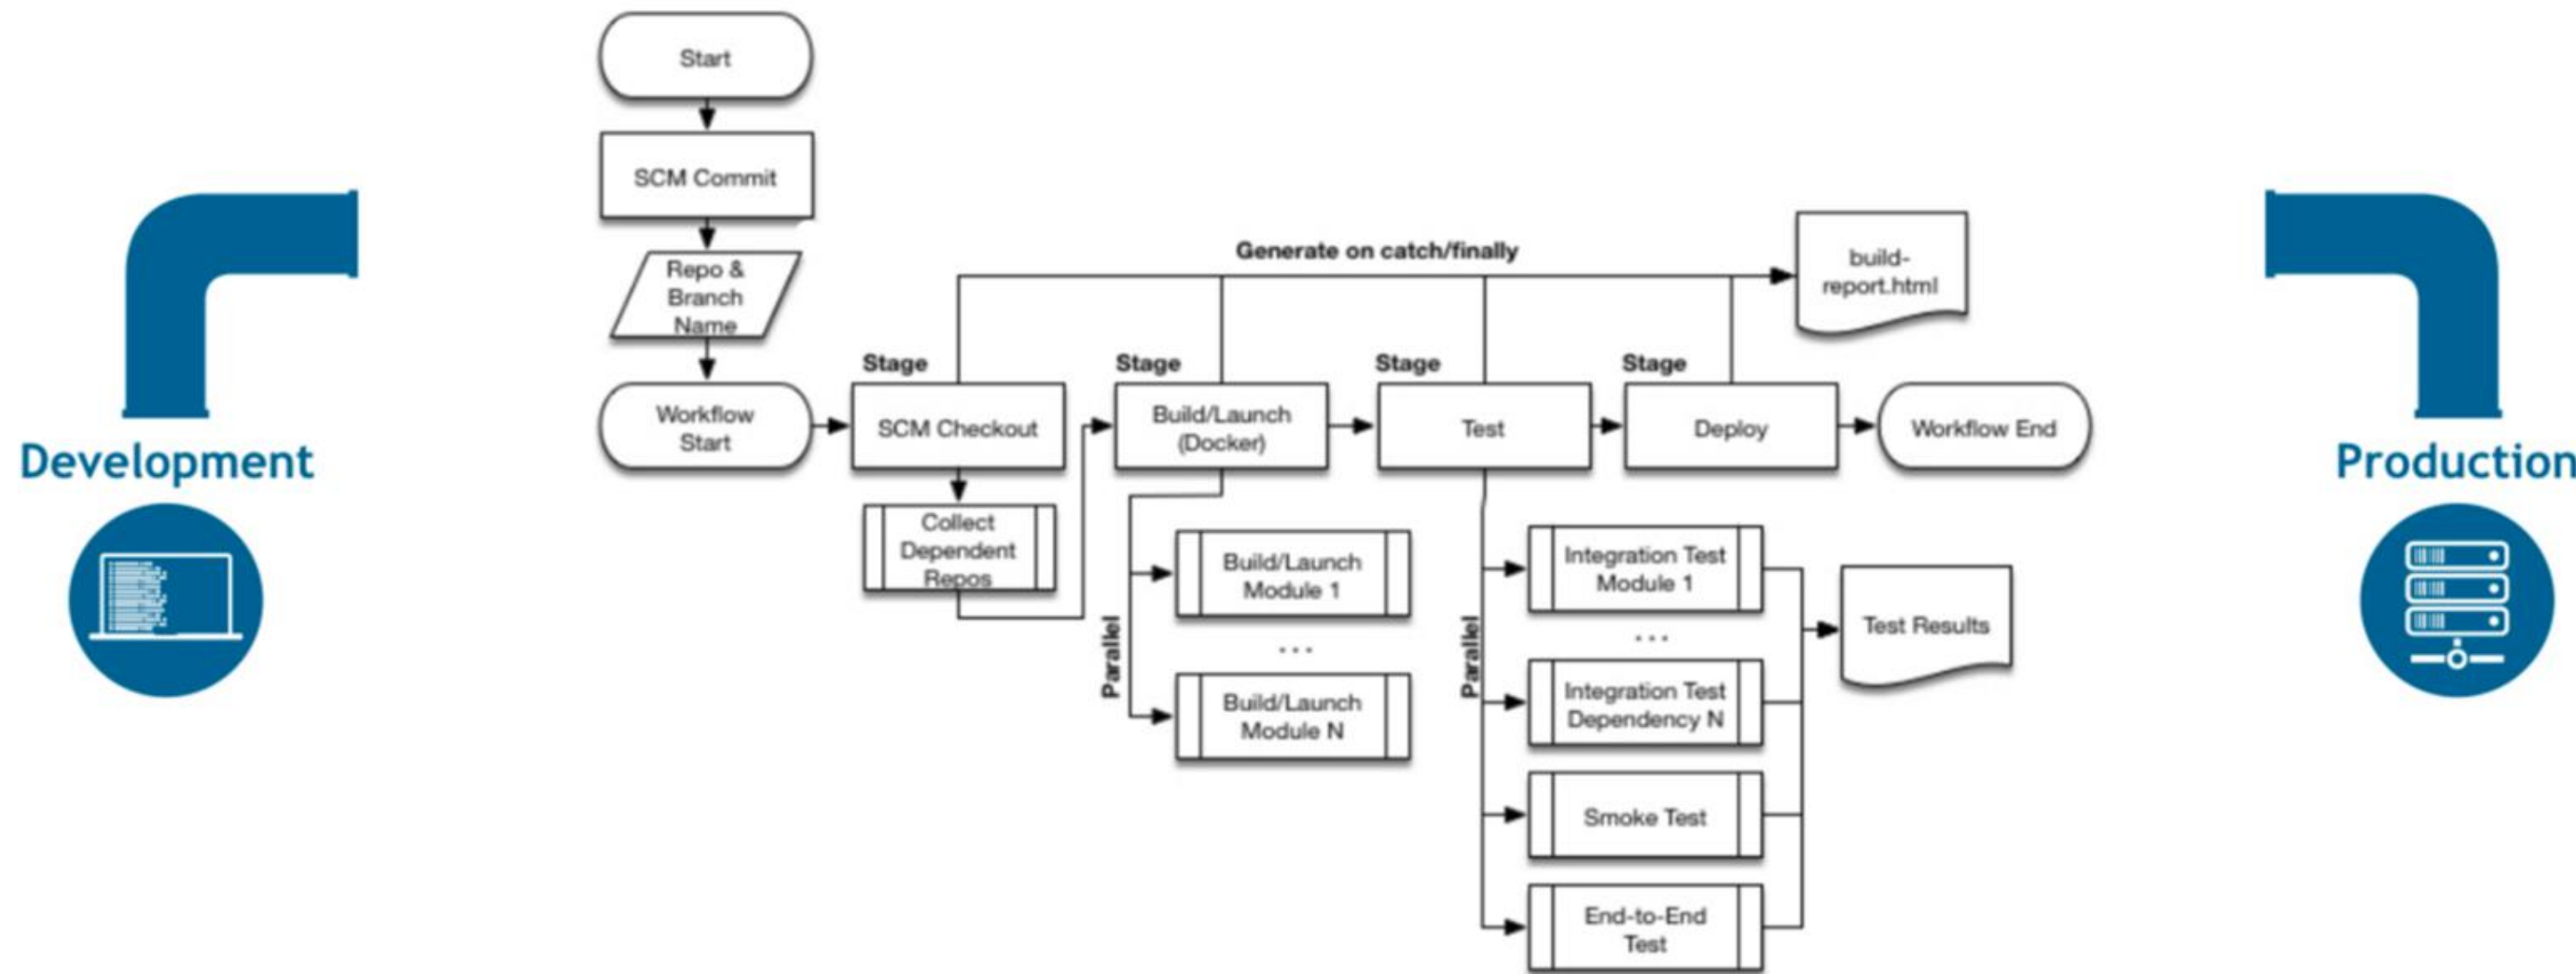 Start
SCM Commit
Repo &
Branch
Name
Generate on catch/finally
build-
report.html
Stage
Stage
Stage
Stage
Workflow
Start
SCM Checkout
Build/Launch
(Docker)
Test
Deploy
Workflow End
Development
Production
Collect
Dependent
Repos
Parallel
Build/Launch
Module 1
...
Build/Launch
Module N
Parallel
Integration Test
Module 1
...
Integration Test
Dependency N
Smoke Test
End-to-End
Test
Test Results